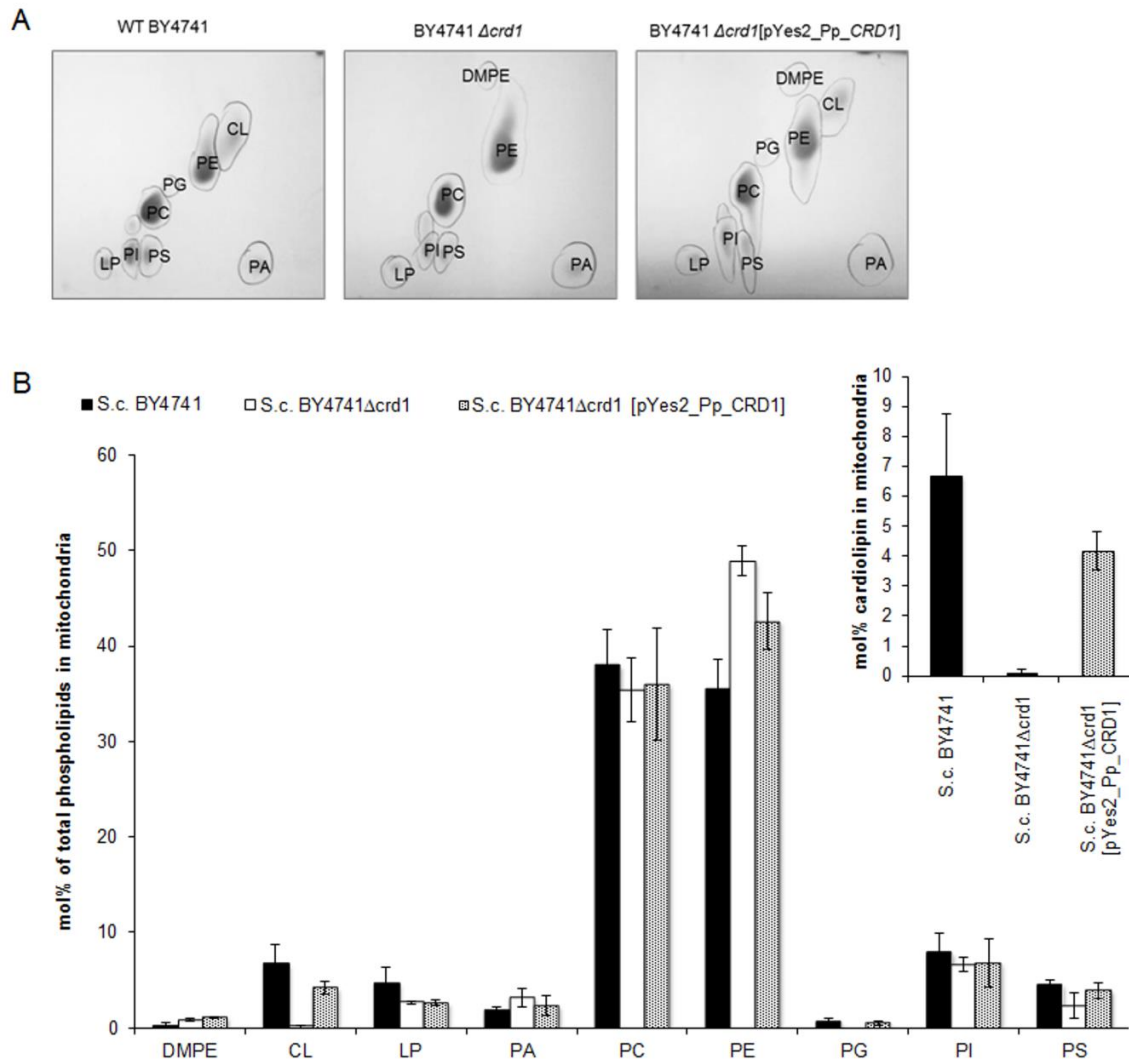 A
WT BY4741
BY4741 Δcrd1
BY4741 Δcrd1[pYes2_Pp_CRD1]
CL
PE
PG
PC
LP
PI
PS
PA
DMPE
PE
PC
PI
PS
LP
PA
DMPE
CL
PE
PG
PC
PI
LP
PS
PA
B
S.c. BY4741
S.c. BY4741Δcrd1
S.c. BY4741Δcrd1 [pYes2_Pp_CRD1]
mol% of total phospholipids in mitochondria
60
50
40
30
20
10
0
DMPE CL LP PA PC PE PG PI PS
mol% cardiolipin in mitochondria
10
9
8
7
6
5
4
3
2
1
0
S.c. BY4741
S.c. BY4741Δcrd1
S.c. BY4741Δcrd1
[pYes2_Pp_CRD1]